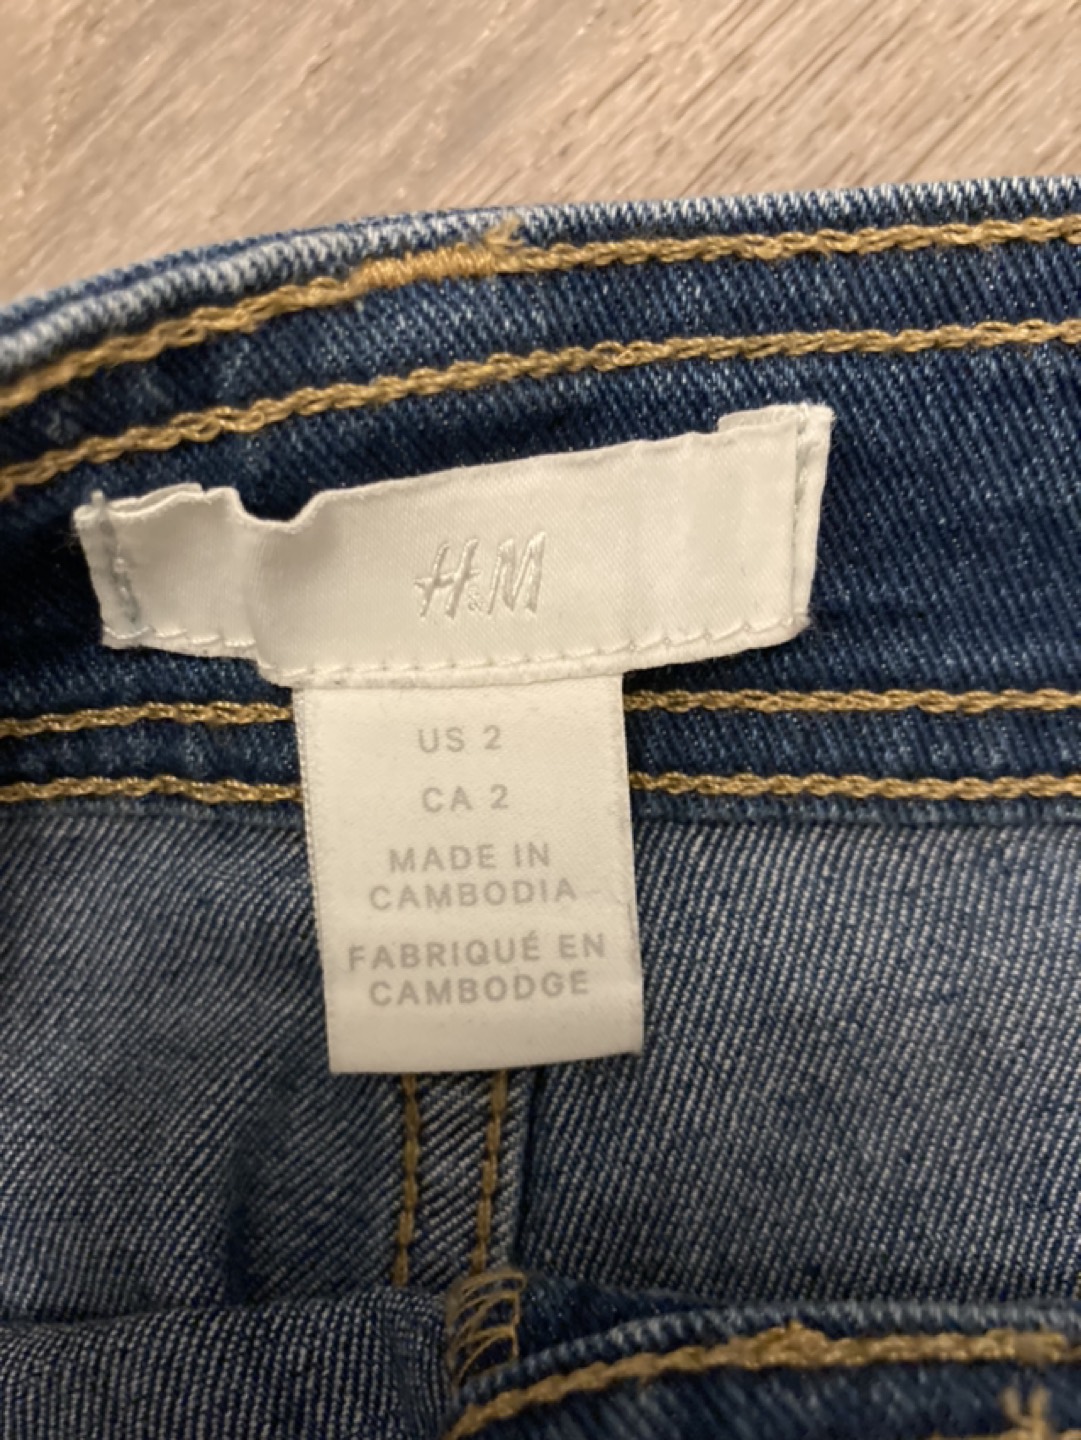 H&M
US 2
CA 2
MADE IN
CAMBODIA
FABRIQUÉ EN
CAMBODGE